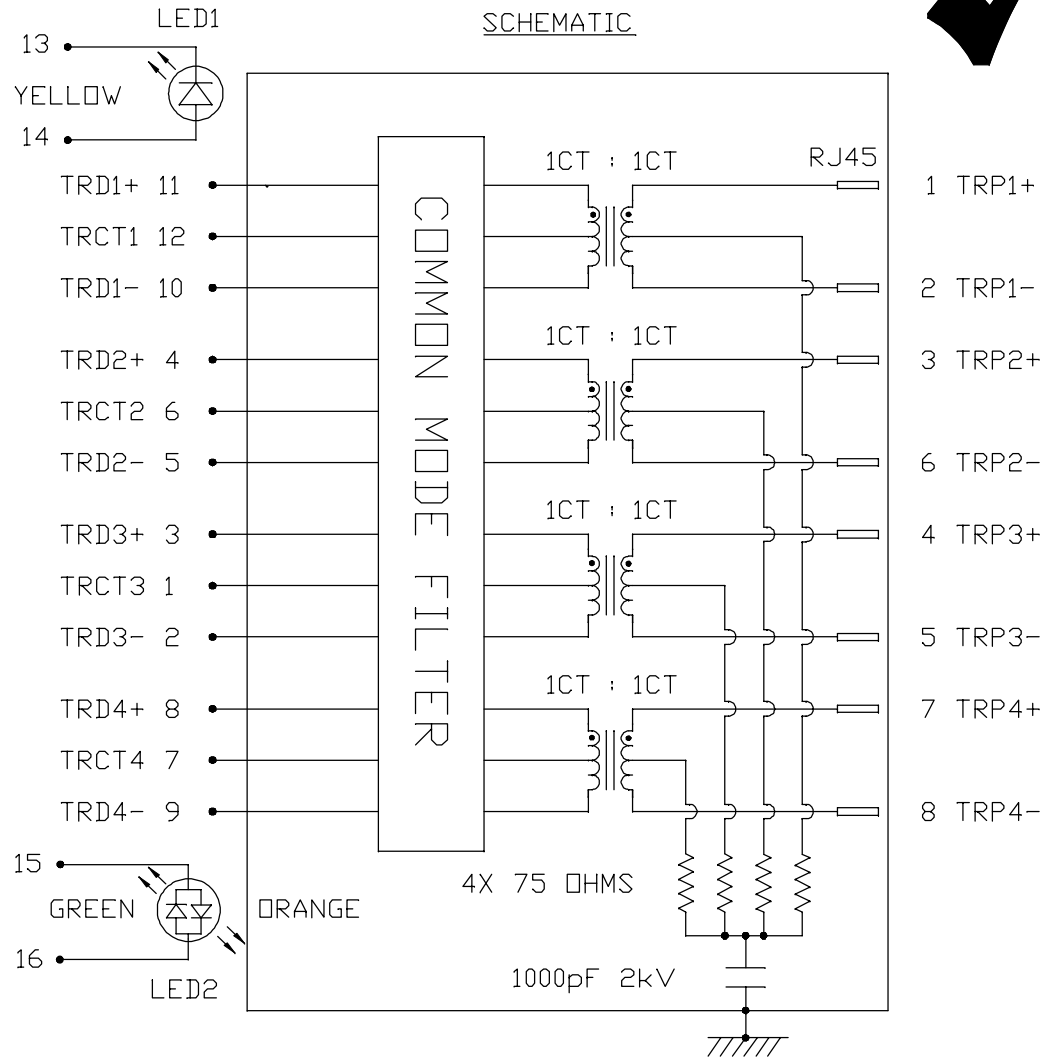 SCHEMATIC
LED1
13
YELLOW
14
1CT : 1CT
RJ45
TRD1+ 11
1 TRP1+
TRCT1 12
TRD1- 10
2 TRP1-
1CT : 1CT
TRD2+ 4
3 TRP2+
TRCT2 6
TRD2- 5
6 TRP2-
1CT : 1CT
TRD3+ 3
4 TRP3+
TRCT3 1
TRD3- 2
5 TRP3-
1CT : 1CT
TRD4+ 8
7 TRP4+
TRCT4 7
TRD4- 9
8 TRP4-
COMMON MODE FILTER
15
GREEN
ORANGE
16
LED2
4X 75 OHMS
1000pF 2kV